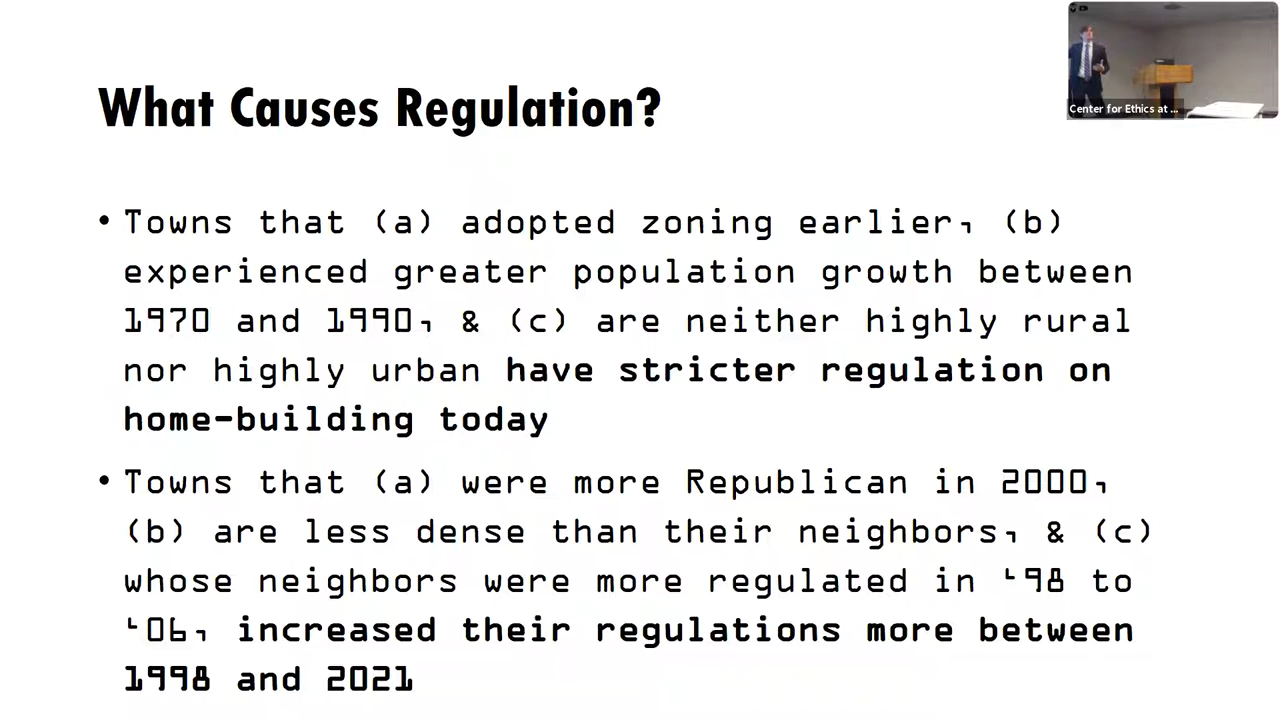 What Causes Regulation?
Center for Ethics at ...
• Towns that (a) adopted zoning earlier, (b)
experienced greater population growth between
1970 and 1990, & (c) are neither highly rural
nor highly urban have stricter regulation on
home-building today
• Towns that (a) were more Republican in 2000,
(b) are less dense than their neighbors, & (c)
whose neighbors were more regulated in ‘98 to
‘06, increased their regulations more between
1998 and 2021